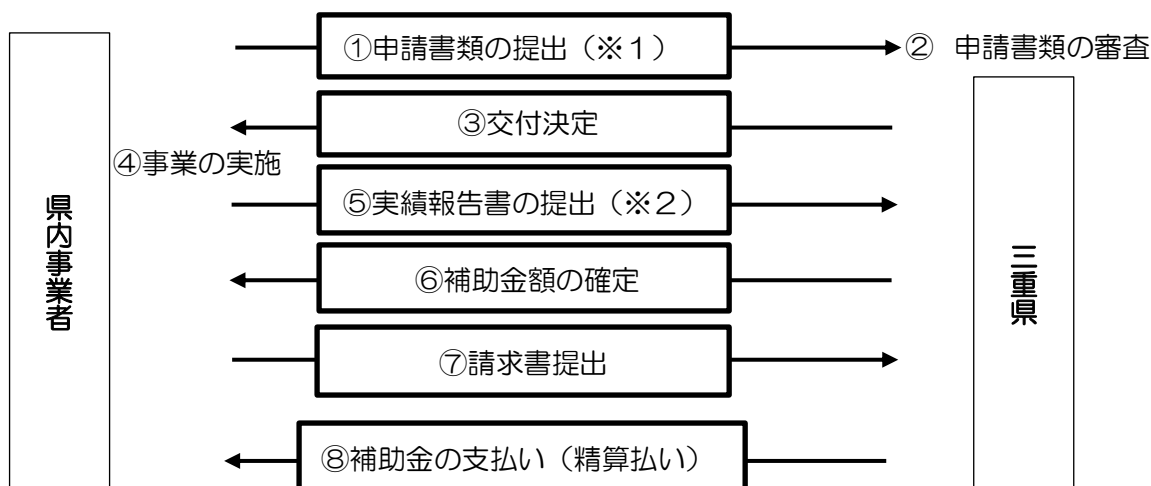 ①申請書類の提出（※１）
② 申請書類の審査
③交付決定
④事業の実施
⑤実績報告書の提出（※２）
県内事業者
三重県
⑥補助金額の確定
⑦請求書提出
⑧補助金の支払い（精算払い）